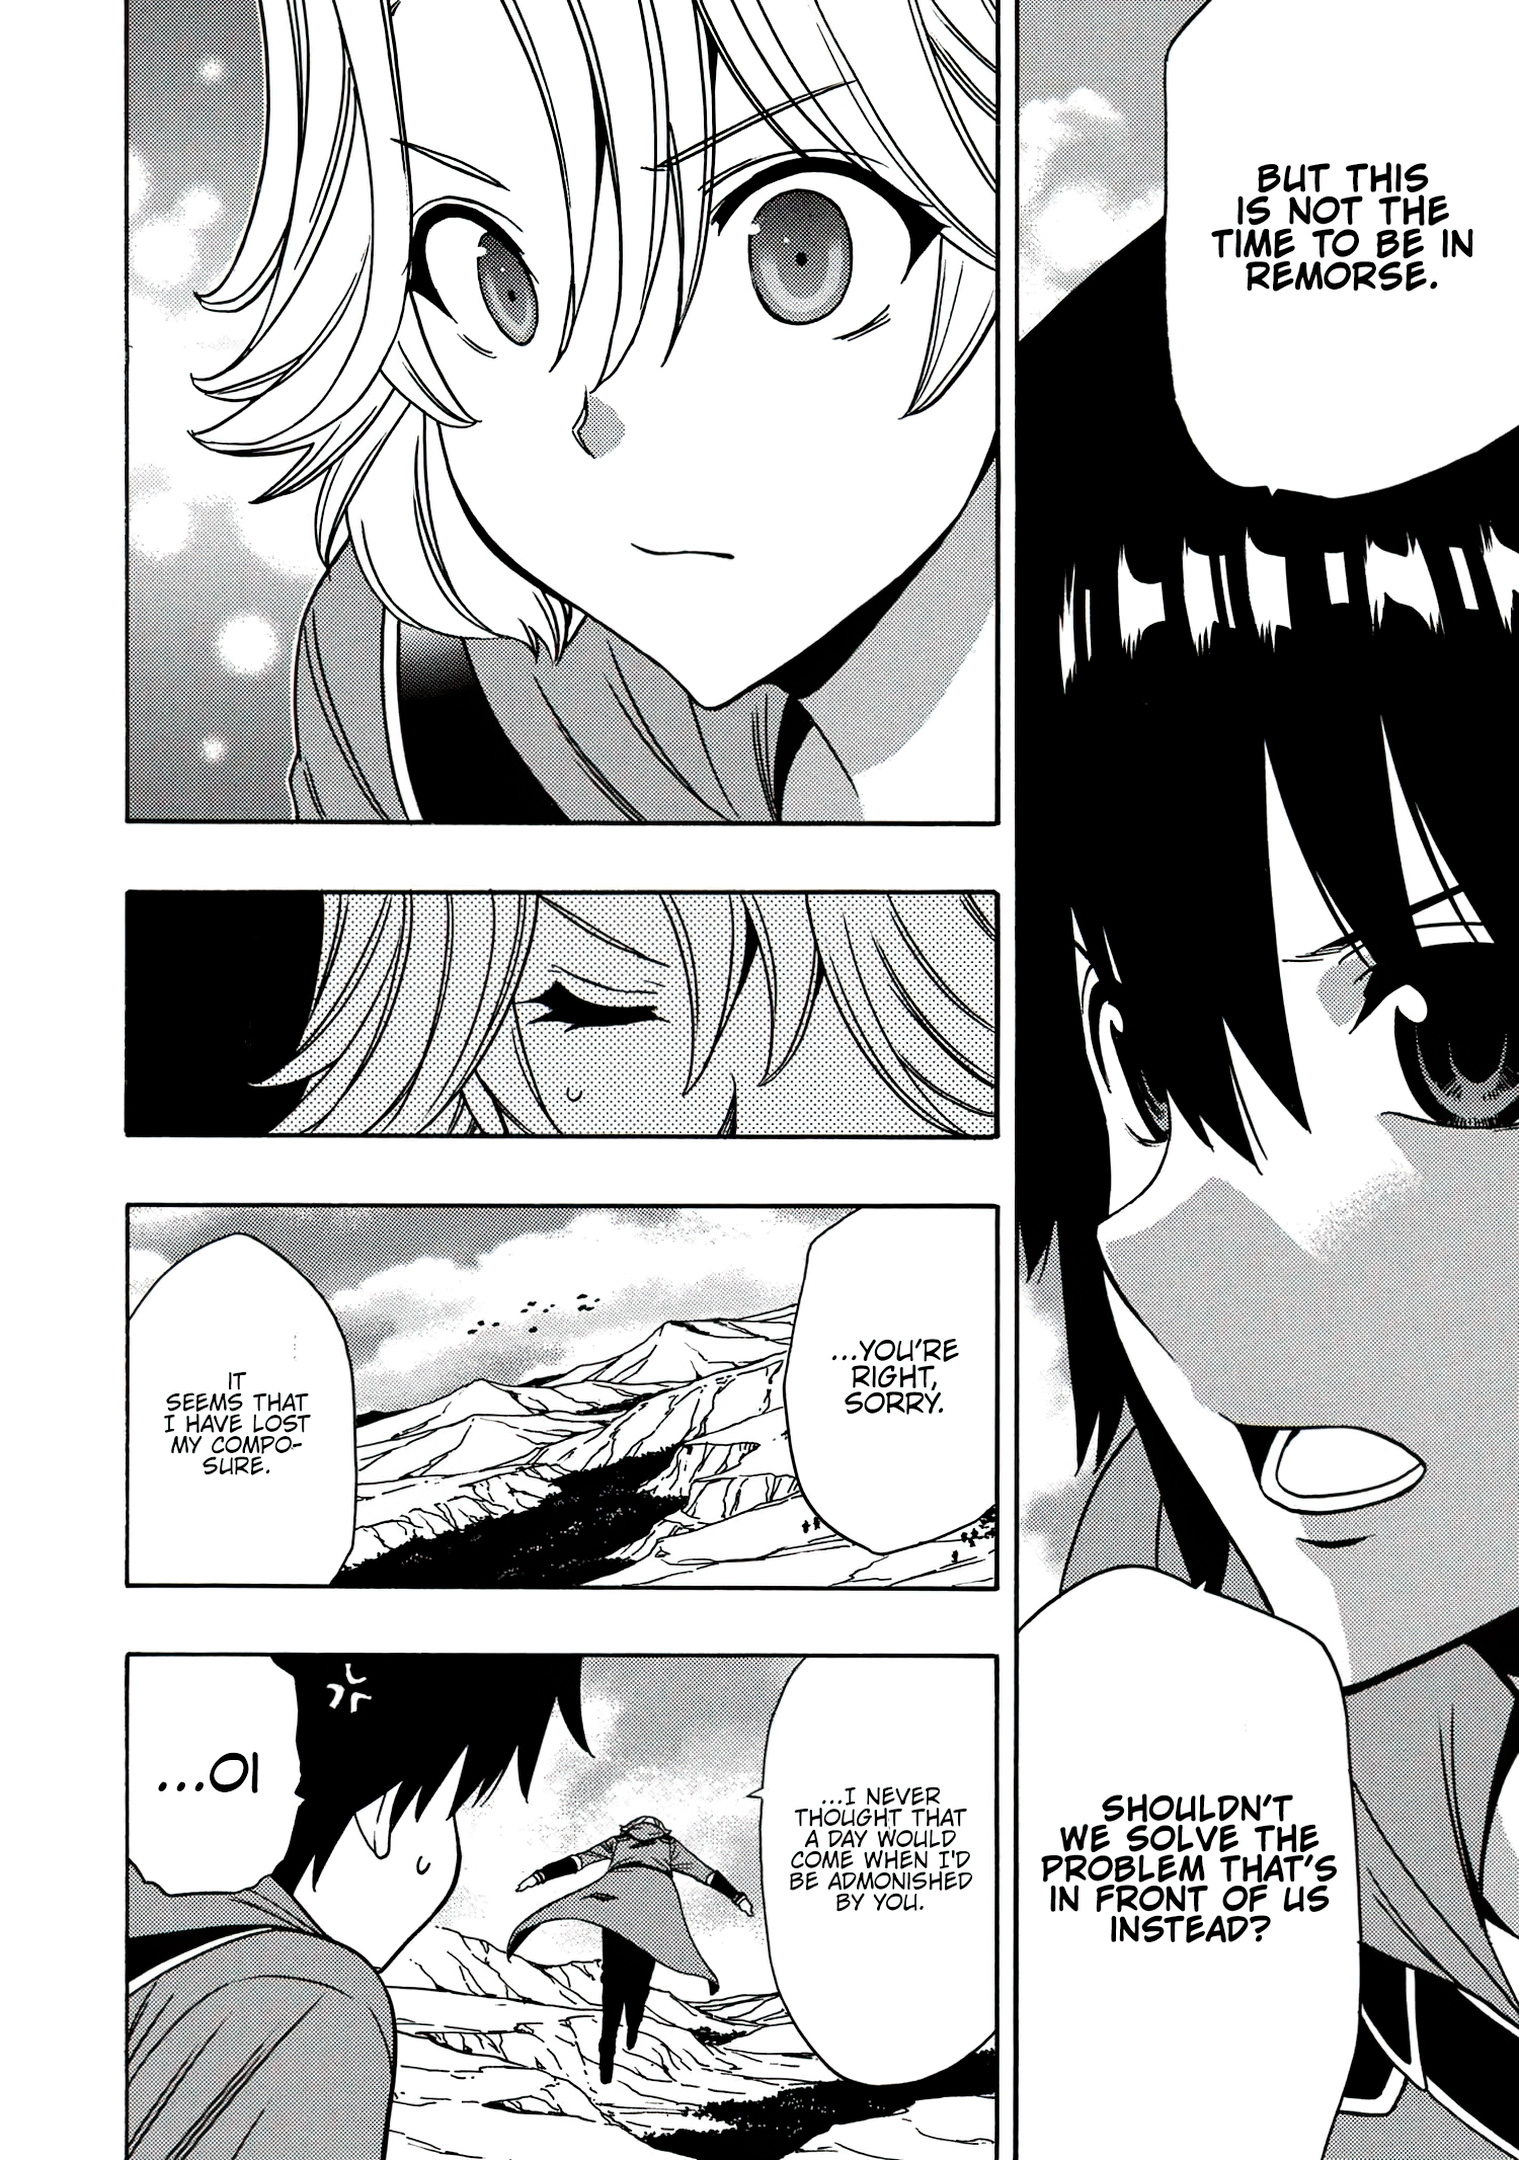 BUT THIS
IS NOT THE
TIME TO BE IN
REMORSE.
SHOULDN'T
WE SOLVE THE
PROBLEM THAT'S
IN FRONT OF US
INSTEAD?
...YOU'RE
RIGHT,
SORRY.
IT
SEEMS THAT
I HAVE LOST
MY COMPO-
SURE.
...I NEVER
THOUGHT THAT
A DAY WOULD
COME WHEN I'D
BE ADMONISHED
BY YOU.
...OI